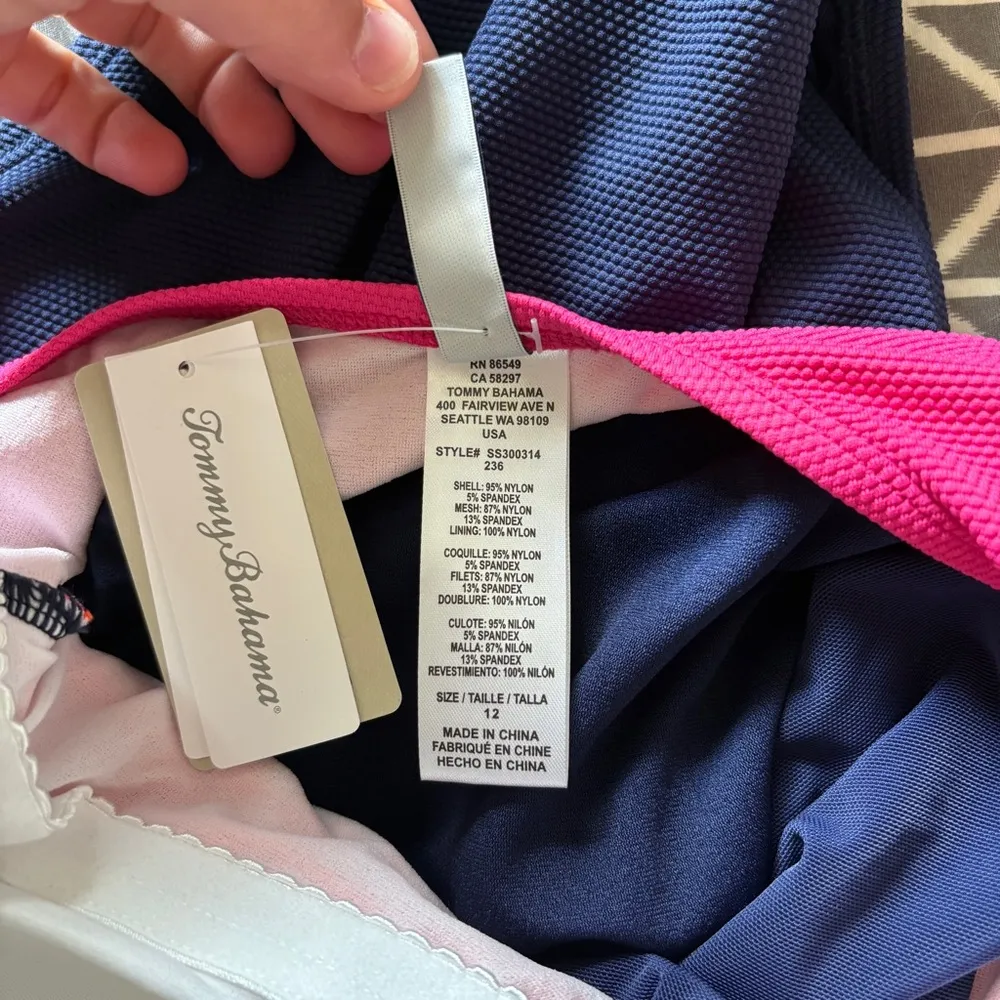 Tommy Bahama®
RN 86549
CA 58297
TOMMY BAHAMA
400 FAIRVIEW AVE N
SEATTLE WA 98109
USA
STYLE# SS300314
236
SHELL: 95% NYLON
5% SPANDEX
MESH: 87% NYLON
13% SPANDEX
LINING: 100% NYLON
COQUILLE: 95% NYLON
5% SPANDEX
FILETS: 87% NYLON
13% SPANDEX
DOUBLURE: 100% NYLON
CULOTE: 95% NILÓN
5% SPANDEX
MALLA: 87% NILÓN
13% SPANDEX
REVESTIMIENTO: 100% NILÓN
SIZE / TAILLE / TALLA
12
MADE IN CHINA
FABRIQUÉ EN CHINE
HECHO EN CHINA